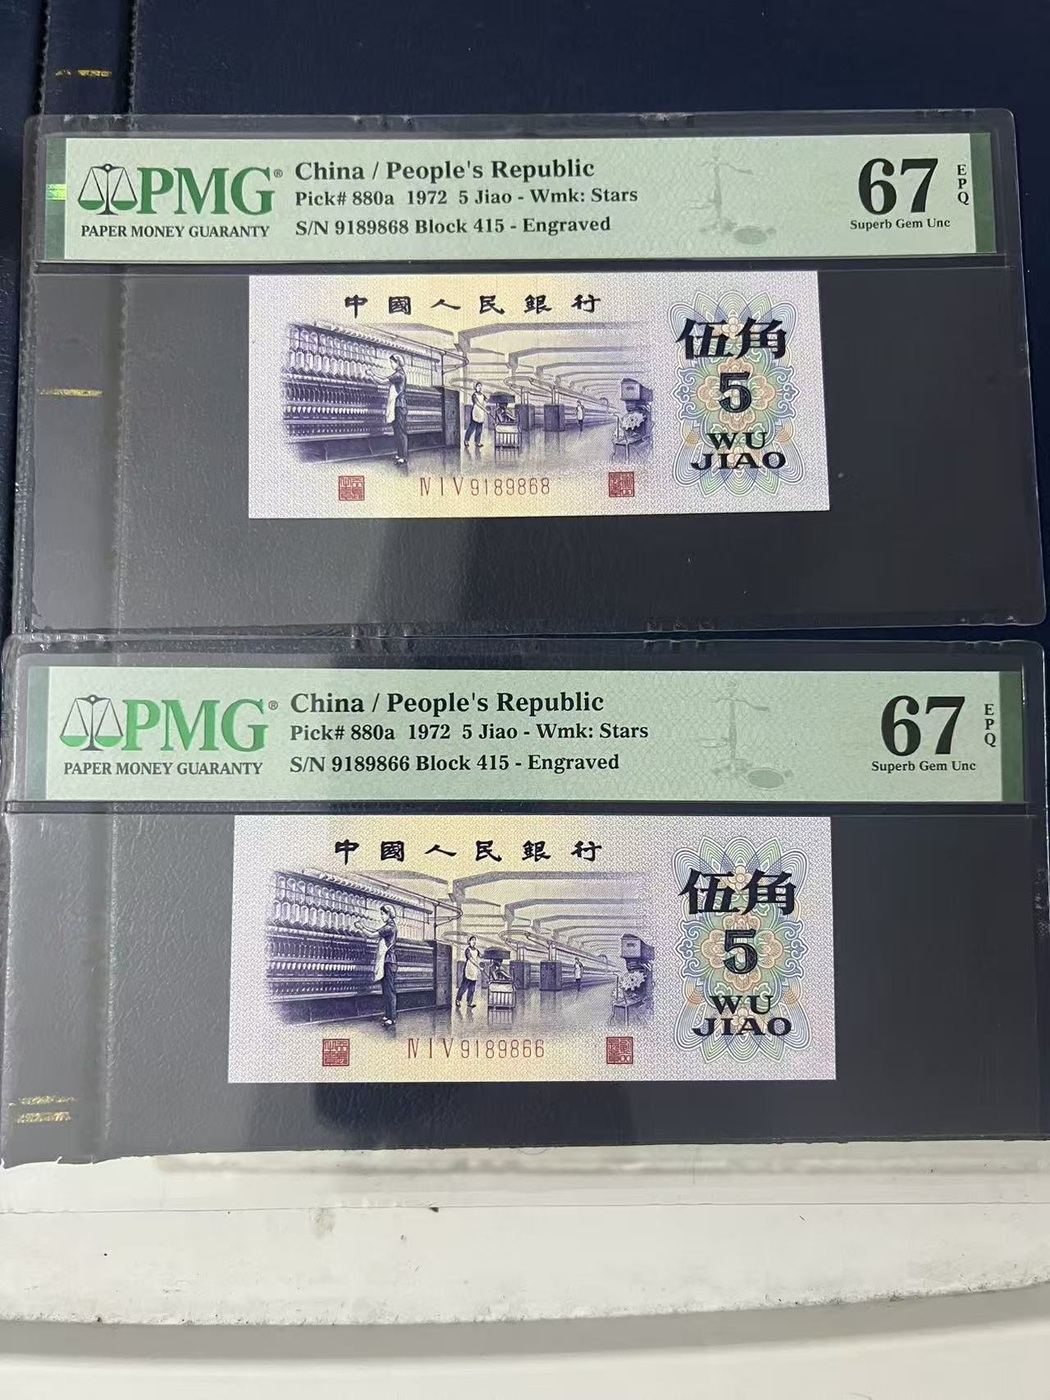 PMG®
PAPER MONEY GUARANTY
China / People's Republic
Pick# 880a 1972 5 Jiao - Wmk: Stars
S/N 9189868 Block 415 - Engraved
67
EPQ
Superb Gem Unc
中國人民銀行
伍角
5
WU
JIAO
Ⅳ Ⅰ Ⅴ 9189868
PMG®
PAPER MONEY GUARANTY
China / People's Republic
Pick# 880a 1972 5 Jiao - Wmk: Stars
S/N 9189866 Block 415 - Engraved
67
EPQ
Superb Gem Unc
中國人民銀行
伍角
5
WU
JIAO
Ⅳ Ⅰ Ⅴ 9189866